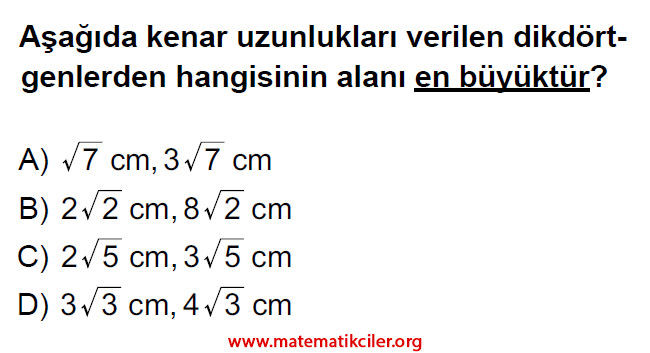 Aşağıda kenar uzunlukları verilen dikdört-
genlerden hangisinin alanı en büyüktür?
A) √7 cm, 3√7 cm
B) 2√2 cm, 8√2 cm
C) 2√5 cm, 3√5 cm
D) 3√3 cm, 4√3 cm
www.matematikciler.org